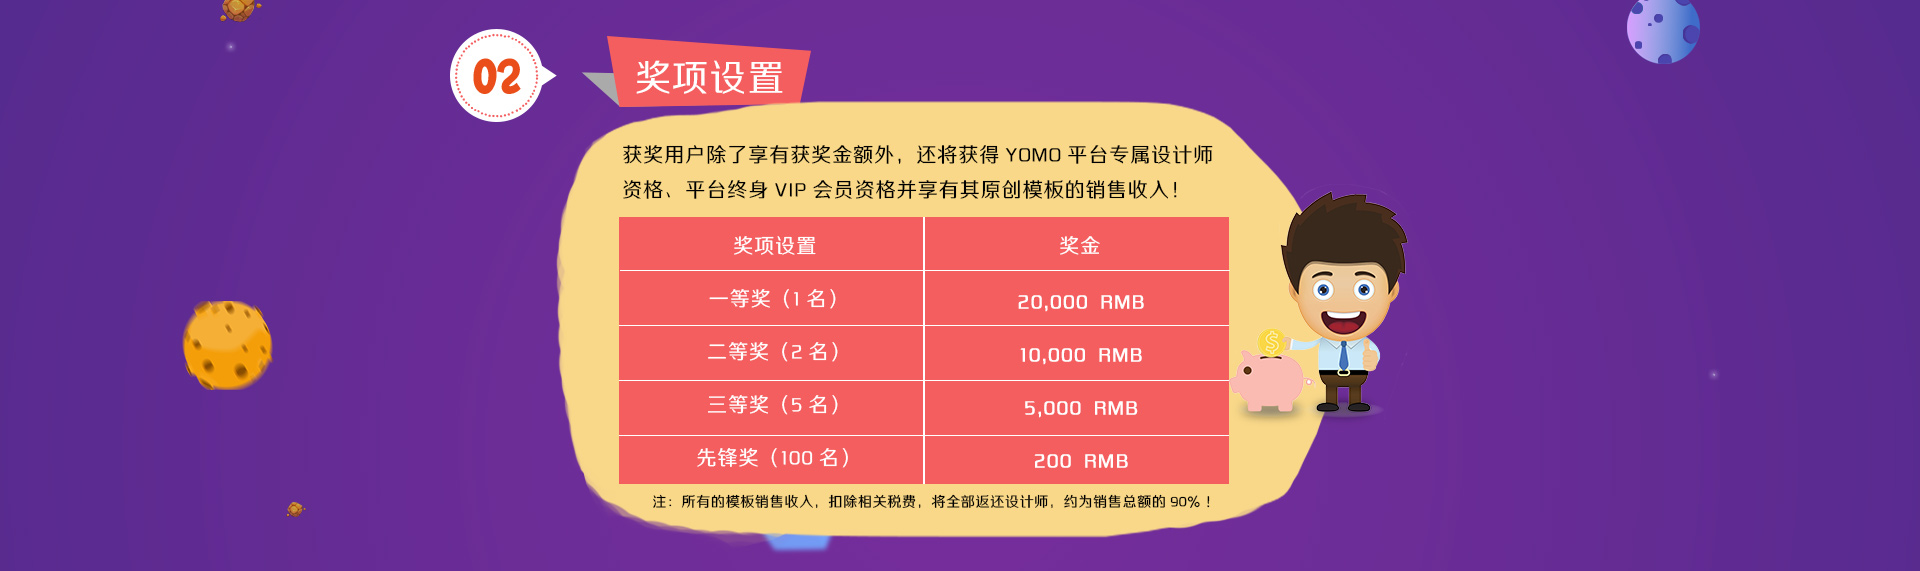 02
奖项设置
获奖用户除了享有获奖金额外，还将获得 YOMO 平台专属设计师
资格、平台终身 VIP 会员资格并享有其原创模板的销售收入！
奖项设置 奖金
一等奖（1 名） 20,000 RMB
二等奖（2 名） 10,000 RMB
三等奖（5 名） 5,000 RMB
先锋奖（100 名） 200 RMB
注：所有的模板销售收入，扣除相关税费，将全部返还设计师，约为销售总额的 90%！
$